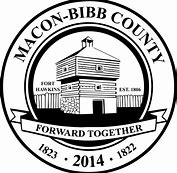 MACON-BIBB COUNTY
FORT HAWKINS
EST. 1806
FORWARD TOGETHER
1823 · 2014 · 1822